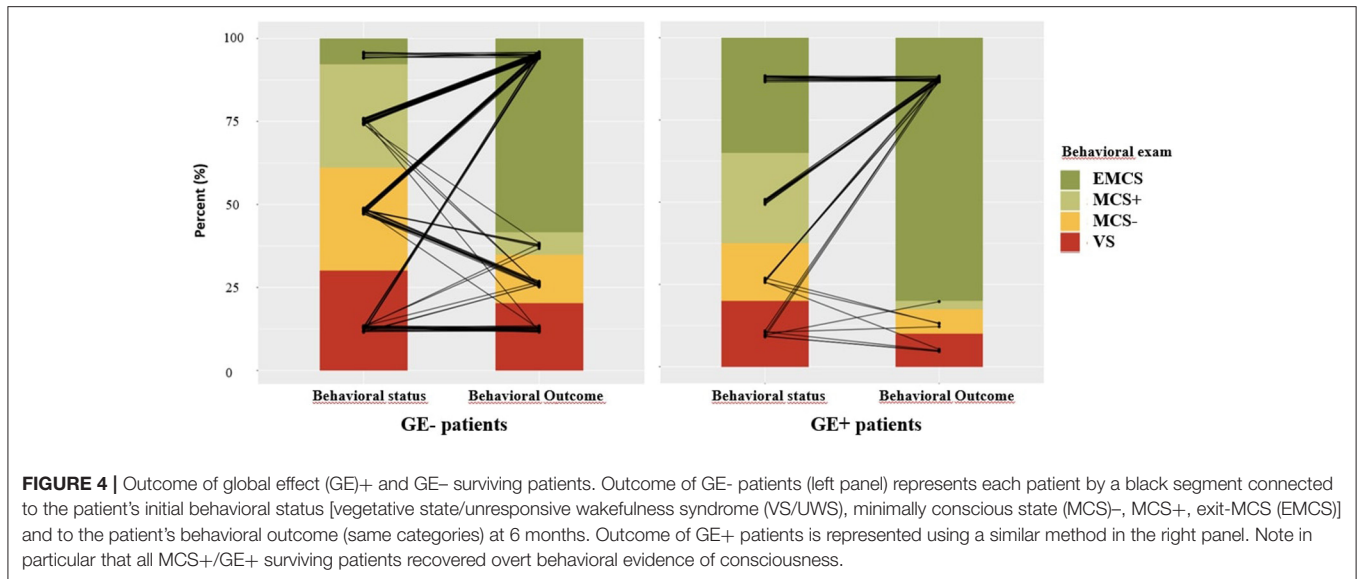 100
75
50
25
0
Percent (%)
Behavioral status
Behavioral Outcome
GE- patients
Behavioral status
Behavioral Outcome
GE+ patients
Behavioral exam
EMCS
MCS+
MCS-
VS
FIGURE 4 | Outcome of global effect (GE)+ and GE– surviving patients. Outcome of GE- patients (left panel) represents each patient by a black segment connected
to the patient's initial behavioral status [vegetative state/unresponsive wakefulness syndrome (VS/UWS), minimally conscious state (MCS)–, MCS+, exit-MCS (EMCS)]
and to the patient's behavioral outcome (same categories) at 6 months. Outcome of GE+ patients is represented using a similar method in the right panel. Note in
particular that all MCS+/GE+ surviving patients recovered overt behavioral evidence of consciousness.